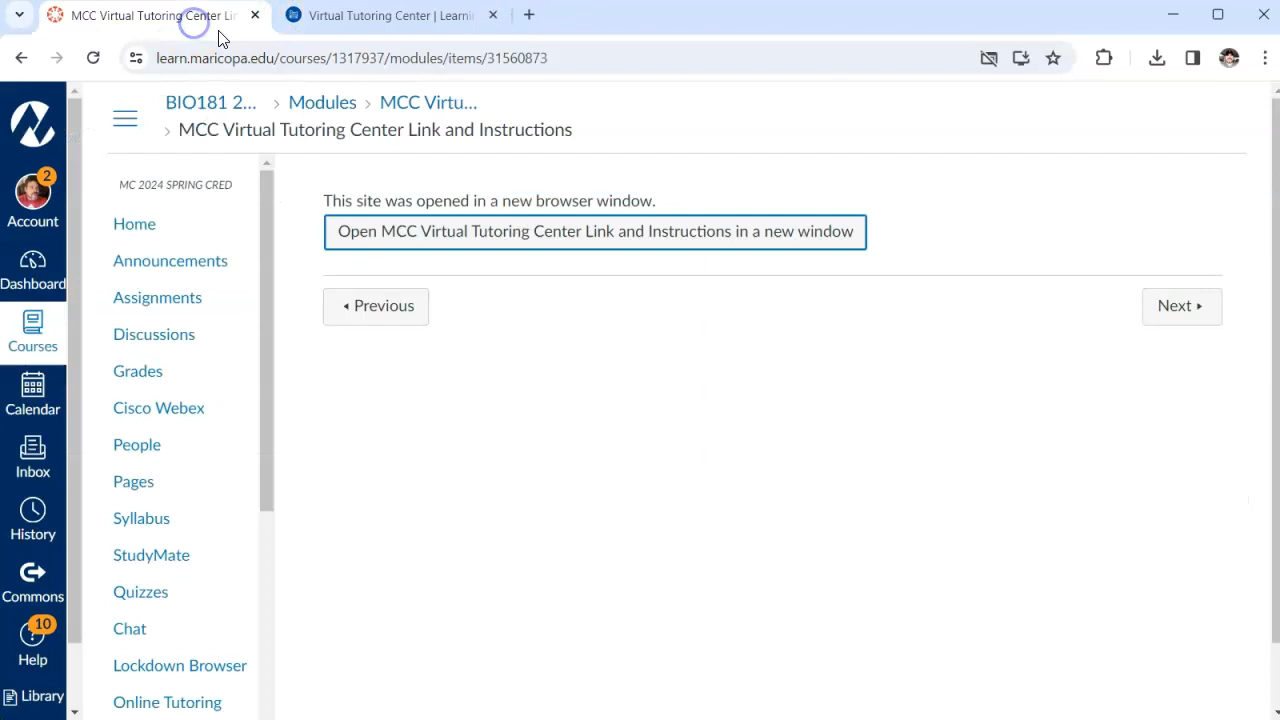 MCC Virtual Tutoring Center Lin
Virtual Tutoring Center | Learnin
learn.maricopa.edu/courses/1317937/modules/items/31560873
BIO181 2... › Modules › MCC Virtu...
› MCC Virtual Tutoring Center Link and Instructions
2
Account
Dashboard
Courses
Calendar
Inbox
History
Commons
10
Help
Library
MC 2024 SPRING CRED
Home
Announcements
Assignments
Discussions
Grades
Cisco Webex
People
Pages
Syllabus
StudyMate
Quizzes
Chat
Lockdown Browser
Online Tutoring
This site was opened in a new browser window.
Open MCC Virtual Tutoring Center Link and Instructions in a new window
Previous
Next